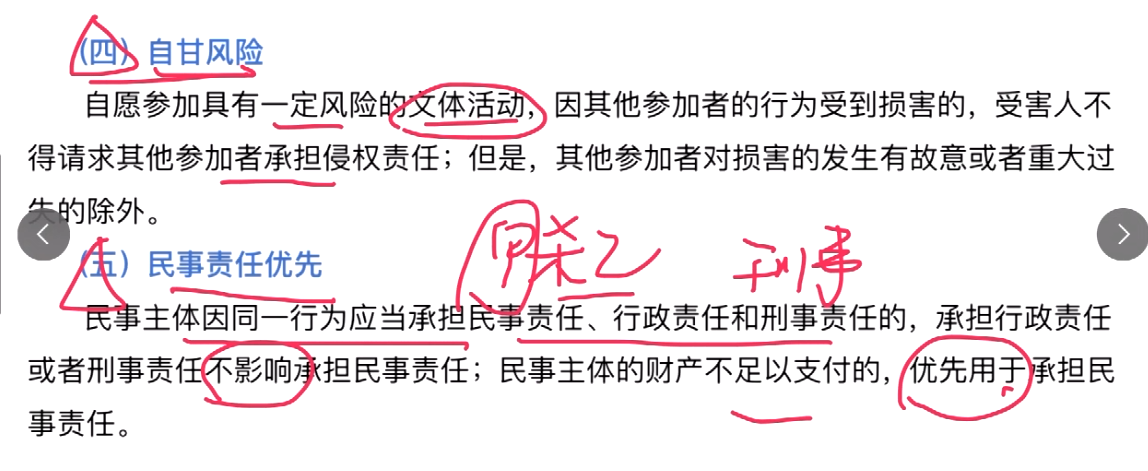 （四）自甘风险
自愿参加具有一定风险的文体活动，因其他参加者的行为受到损害的，受害人不
得请求其他参加者承担侵权责任；但是，其他参加者对损害的发生有故意或者重大过
失的除外。
甲杀乙 刑事
（五）民事责任优先
民事主体因同一行为应当承担民事责任、行政责任和刑事责任的，承担行政责任
或者刑事责任不影响承担民事责任；民事主体的财产不足以支付的，优先用于承担民
事责任。